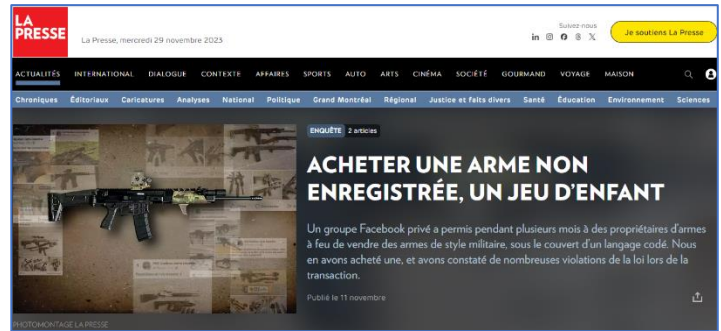 LA
PRESSE
La Presse, mercredi 29 novembre 2023
Suivez-nous
Je soutiens La Presse
ACTUALITÉS INTERNATIONAL DIALOGUE CONTEXTE AFFAIRES SPORTS AUTO ARTS CINÉMA SOCIÉTÉ GOURMAND VOYAGE MAISON
Chroniques Éditoriaux Caricatures Analyses National Politique Grand Montréal Régional Justice et faits divers Santé Éducation Environnement Sciences
ENQUÊTE 2 articles
ACHETER UNE ARME NON
ENREGISTRÉE, UN JEU D'ENFANT
Un groupe Facebook privé a permis pendant plusieurs mois à des propriétaires d'armes
à feu de vendre des armes de style militaire, sous le couvert d'un langage codé. Nous
en avons acheté une, et avons constaté de nombreuses violations de la loi lors de la
transaction.
Publié le 11 novembre
PHOTOMONTAGE LA PRESSE